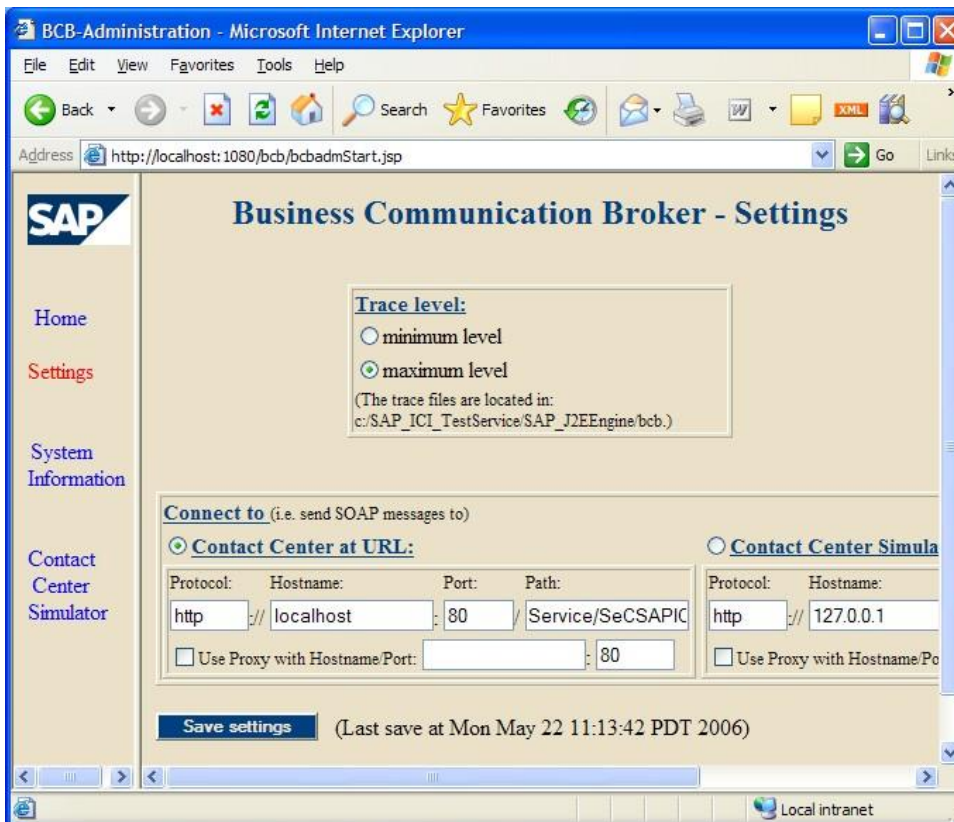 BCB-Administration - Microsoft Internet Explorer
File Edit View Favorites Tools Help
Back Search Favorites W XML »
Address http://localhost:1080/bcb/bcbadmStart.jsp Go Links
SAP
Business Communication Broker - Settings
Home
Settings
System
Information
Contact
Center
Simulator
Trace level:
minimum level
maximum level
(The trace files are located in:
c:/SAP_ICI_TestService/SAP_J2EEngine/bcb.)
Connect to (i.e. send SOAP messages to)
Contact Center at URL:
Protocol: Hostname: Port: Path:
http :// localhost : 80 / Service/SeCSAPIC
Use Proxy with Hostname/Port: : 80
Contact Center Simula
Protocol: Hostname:
http :// 127.0.0.1
Use Proxy with Hostname/Po
Save settings (Last save at Mon May 22 11:13:42 PDT 2006)
Local intranet